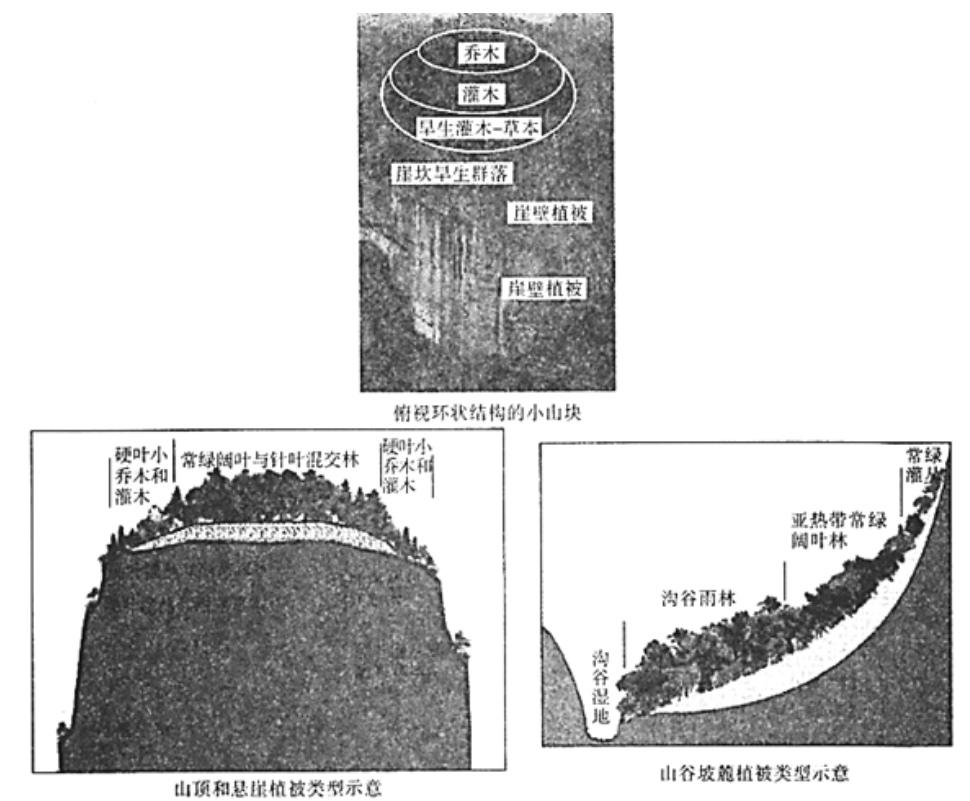 乔木
灌木
旱生灌木-草本
崖坎旱生群落
崖壁植被
崖壁植被
俯视环状结构的小山块
硬叶小
乔木和
灌木
常绿阔叶与针叶混交林
硬叶小
乔木和
灌木
山顶和悬崖植被类型示意
常绿
灌丛
亚热带常绿
阔叶林
沟谷雨林
沟谷湿地
山谷坡麓植被类型示意